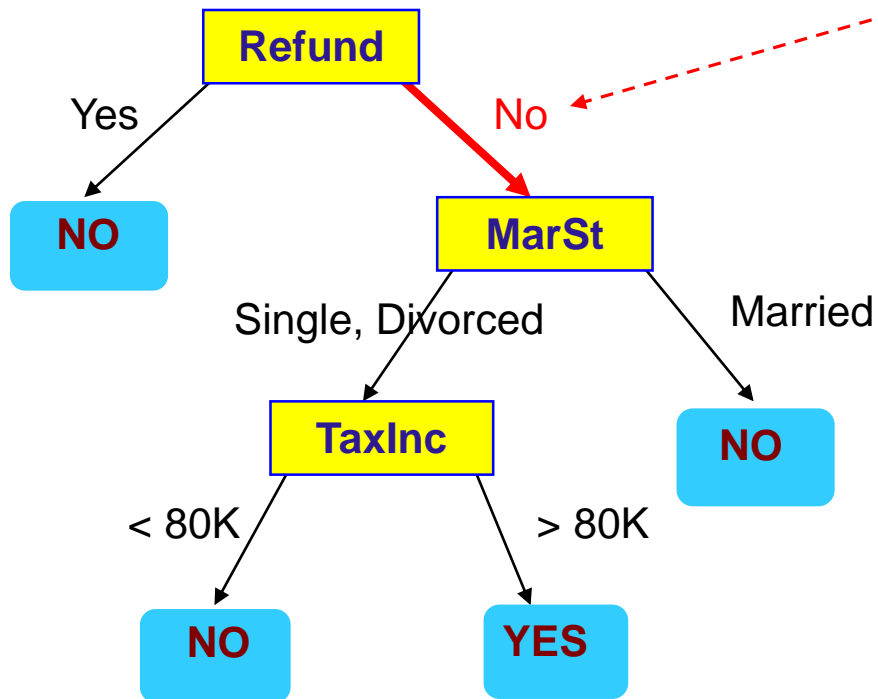 Refund
Yes
No
NO
MarSt
Single, Divorced
Married
TaxInc
NO
< 80K
> 80K
NO
YES